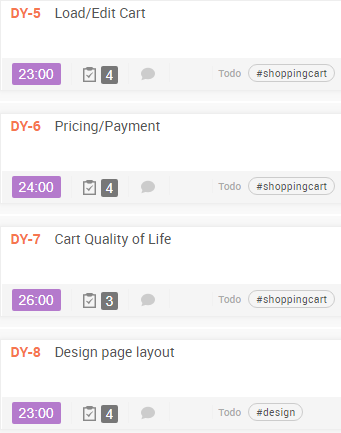 DY-5 Load/Edit Cart
23:00 4 Todo #shoppingcart
DY-6 Pricing/Payment
24:00 4 Todo #shoppingcart
DY-7 Cart Quality of Life
26:00 3 Todo #shoppingcart
DY-8 Design page layout
23:00 4 Todo #design